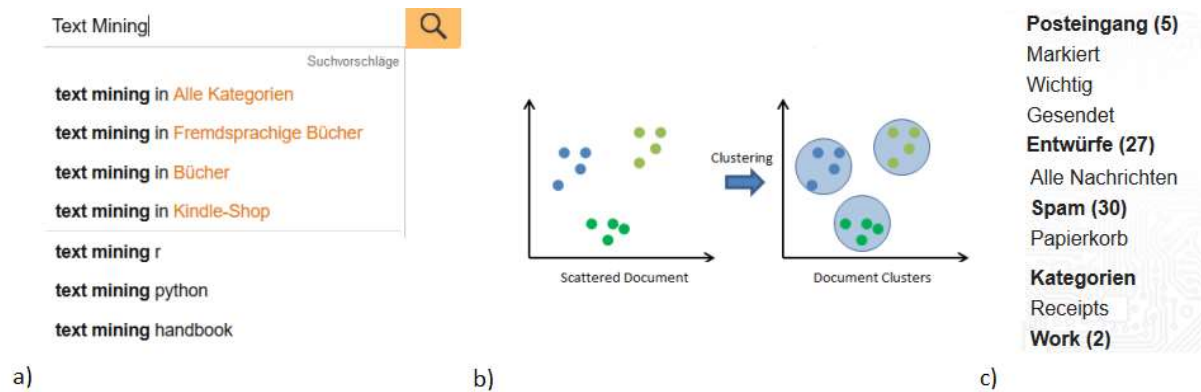 Text Mining
Suchvorschläge
text mining in Alle Kategorien
text mining in Fremdsprachige Bücher
text mining in Bücher
text mining in Kindle-Shop
text mining r
text mining python
text mining handbook
a)
Clustering
Scattered Document
Document Clusters
b)
Posteingang (5)
Markiert
Wichtig
Gesendet
Entwürfe (27)
Alle Nachrichten
Spam (30)
Papierkorb
Kategorien
Receipts
Work (2)
c)